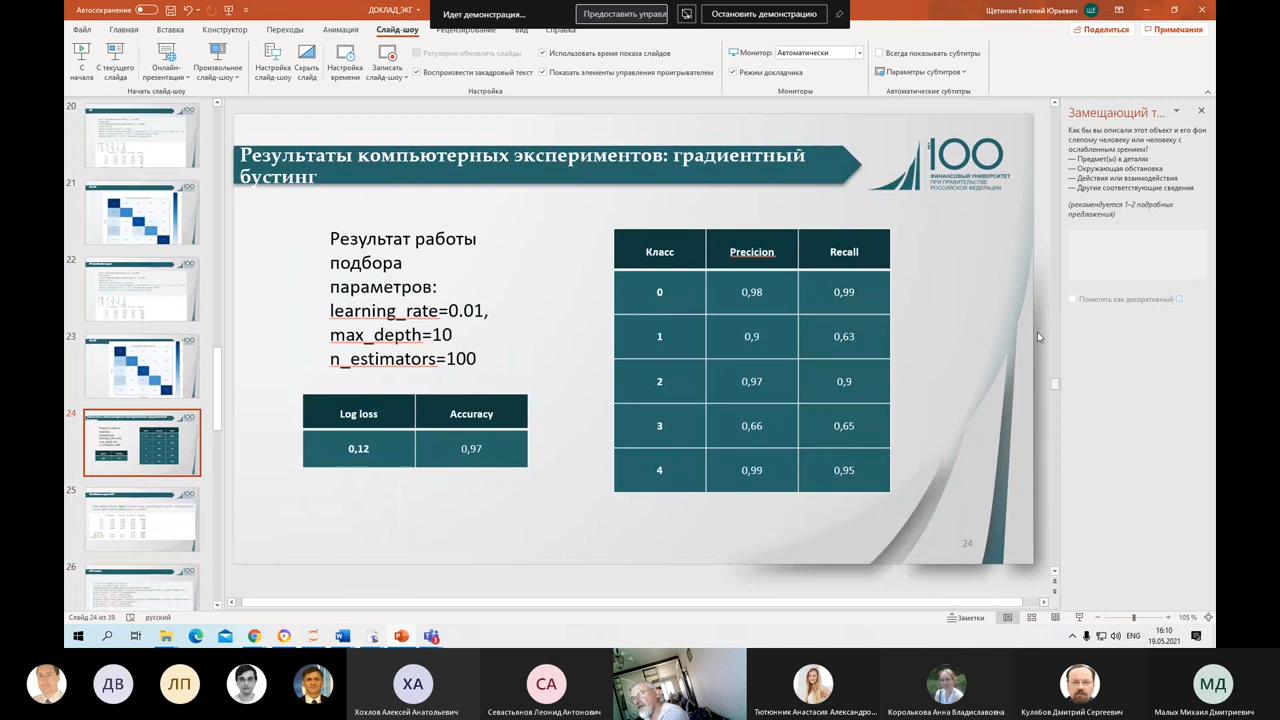 Автосохранение
ДОКЛАД_ЭКГ
Идет демонстрация...
Предоставить управл
Остановить демонстрацию
Щетинин Евгений Юрьевич
ЩЕ
Файл
Главная
Вставка
Конструктор
Переходы
Анимация
Слайд-шоу
Рецензирование
Вид
Справка
Поделиться
Примечания
С начала
С текущего слайда
Онлайн-презентация
Произвольное слайд-шоу
Настройка слайд-шоу
Скрыть слайд
Настройка времени
Записать слайд-шоу
Регулярно обновлять слайды
Воспроизвести закадровый текст
Использовать время показа слайдов
Показать элементы управления проигрывателем
Монитор:
Автоматически
Режим докладчика
Всегда показывать субтитры
Параметры субтитров
Начать слайд-шоу
Настройка
Мониторы
Автоматические субтитры
20
21
22
23
24
25
26
Результаты компьютерных экспериментов: градиентный
бустинг
100
ФИНАНСОВЫЙ УНИВЕРСИТЕТ
ПРИ ПРАВИТЕЛЬСТВЕ
РОССИЙСКОЙ ФЕДЕРАЦИИ
Результат работы
подбора
параметров:
learning_rate=0.01,
max_depth=10
n_estimators=100
Log loss Accuracy
0,12 0,97
Класс Precicion Recall
0 0,98 0,99
1 0,9 0,63
2 0,97 0,9
3 0,66 0,65
4 0,99 0,95
24
Замещающий т...
Как бы вы описали этот объект и его фон
слепому человеку или человеку с
ослабленным зрением?
— Предмет(ы) в деталях
— Окружающая обстановка
— Действия или взаимодействия
— Другие соответствующие сведения
(рекомендуется 1–2 подробных
предложения)
Пометить как декоративный
Слайд 24 из 39
русский
Заметки
105 %
ENG
16:10
19.05.2021
ДВ
ЛП
ХА
Хохлов Алексей Анатольевич
СА
Севастьянов Леонид Антонович
Тютюнник Анастасия Александро...
Королькова Анна Владиславовна
Кулябов Дмитрий Сергеевич
МД
Малых Михаил Дмитриевич